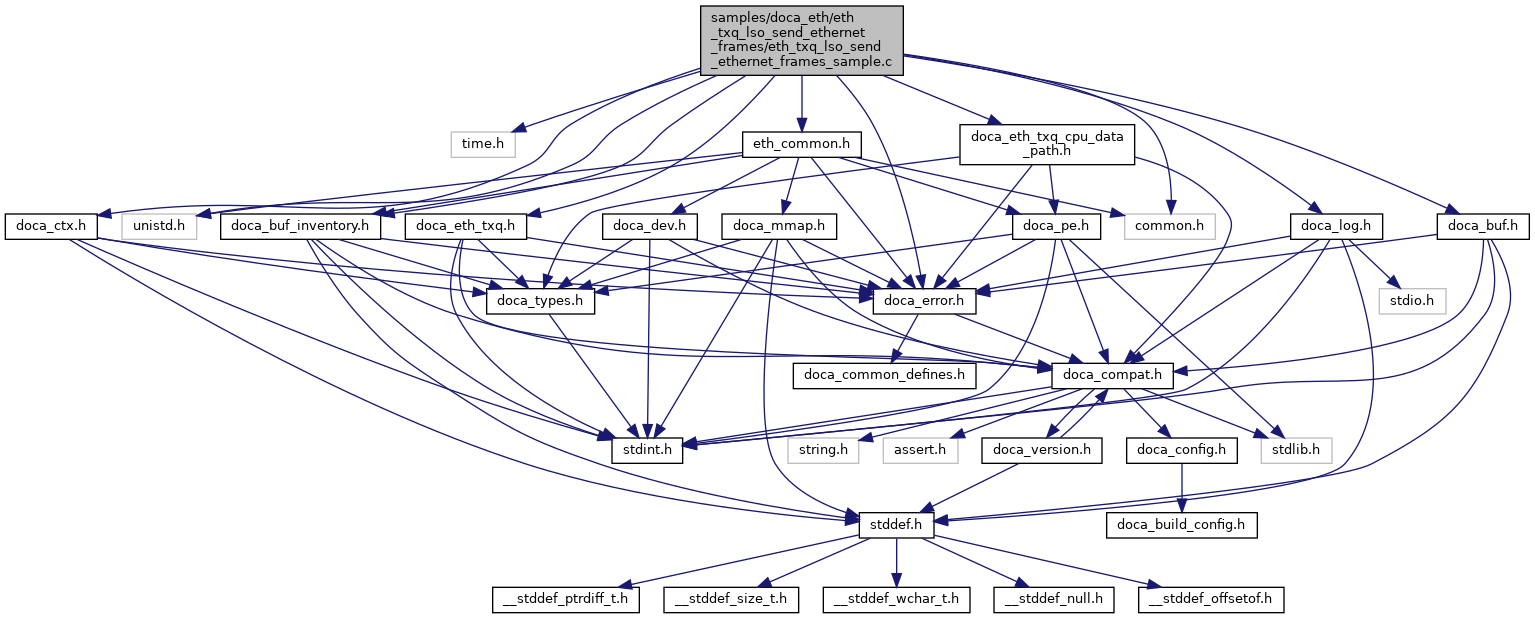 samples/doca_eth/eth
_txq_lso_send_ethernet
_frames/eth_txq_lso_send
_ethernet_frames_sample.c
time.h
eth_common.h
doca_eth_txq_cpu_data
_path.h
doca_ctx.h
unistd.h
doca_buf_inventory.h
doca_eth_txq.h
doca_dev.h
doca_mmap.h
doca_pe.h
common.h
doca_log.h
doca_buf.h
doca_types.h
doca_error.h
stdio.h
doca_common_defines.h
doca_compat.h
stdint.h
string.h
assert.h
doca_version.h
doca_config.h
stdlib.h
stddef.h
doca_build_config.h
__stddef_ptrdiff_t.h
__stddef_size_t.h
__stddef_wchar_t.h
__stddef_null.h
__stddef_offsetof.h